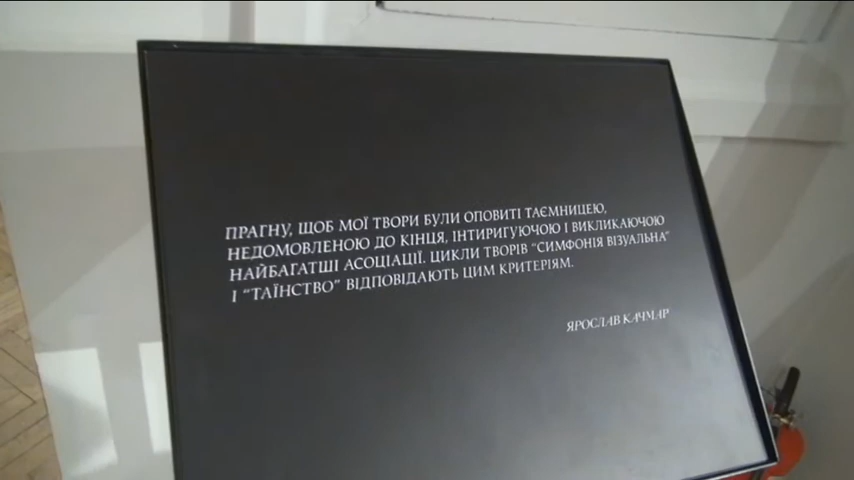 ПРАГНУ, ЩОБ МОЇ ТВОРИ БУЛИ ОПОВИТІ ТАЄМНИЦЕЮ,
НЕДОМОВЛЕНОЮ ДО КІНЦЯ, ІНТИРИГУЮЧОЮ І ВИКЛИКАЮЧОЮ
НАЙБАГАТШІ АСОЦІАЦІЇ. ЦИКЛИ ТВОРІВ "СИМФОНІЯ ВІЗУАЛЬНА"
І "ТАЇНСТВО" ВІДПОВІДАЮТЬ ЦИМ КРИТЕРІЯМ.
ЯРОСЛАВ КАЧМАР